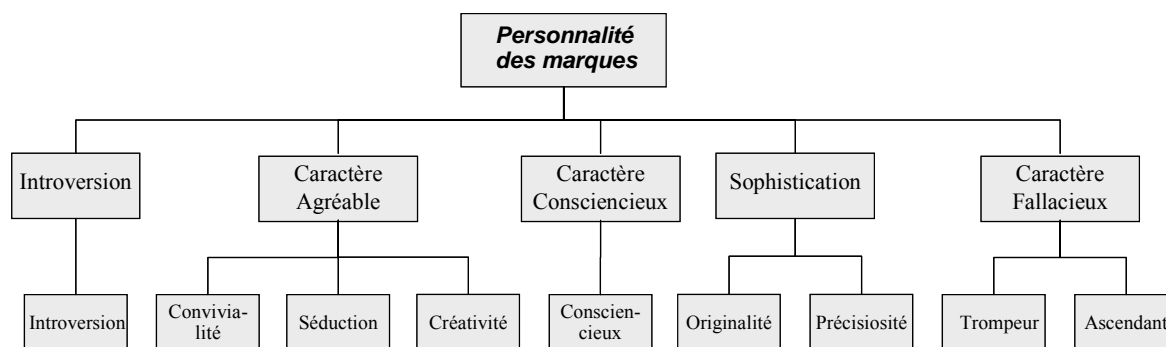 Personnalité
des marques
Introversion
Caractère
Agréable
Caractère
Consciencieux
Sophistication
Caractère
Fallacieux
Introversion
Convivia-
lité
Séduction
Créativité
Conscien-
cieux
Originalité
Précisiosité
Trompeur
Ascendant